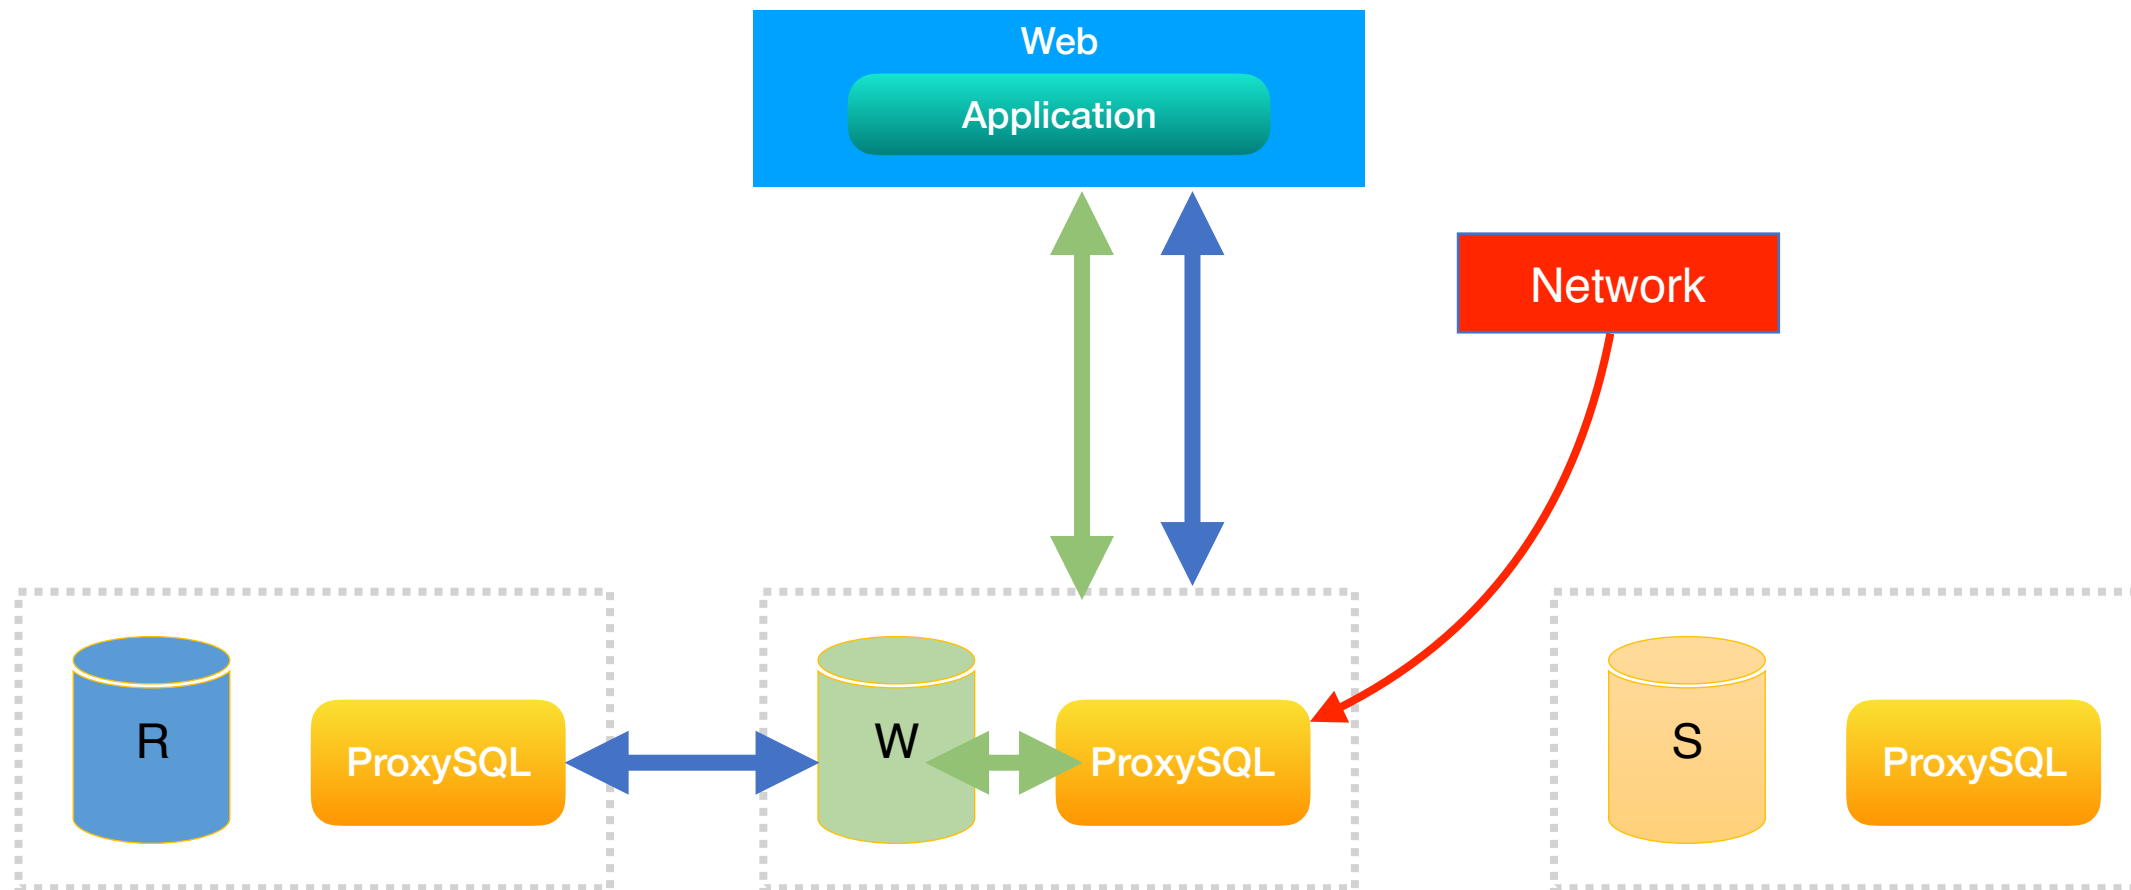 Web
Application
Network
R
ProxySQL
W
ProxySQL
S
ProxySQL